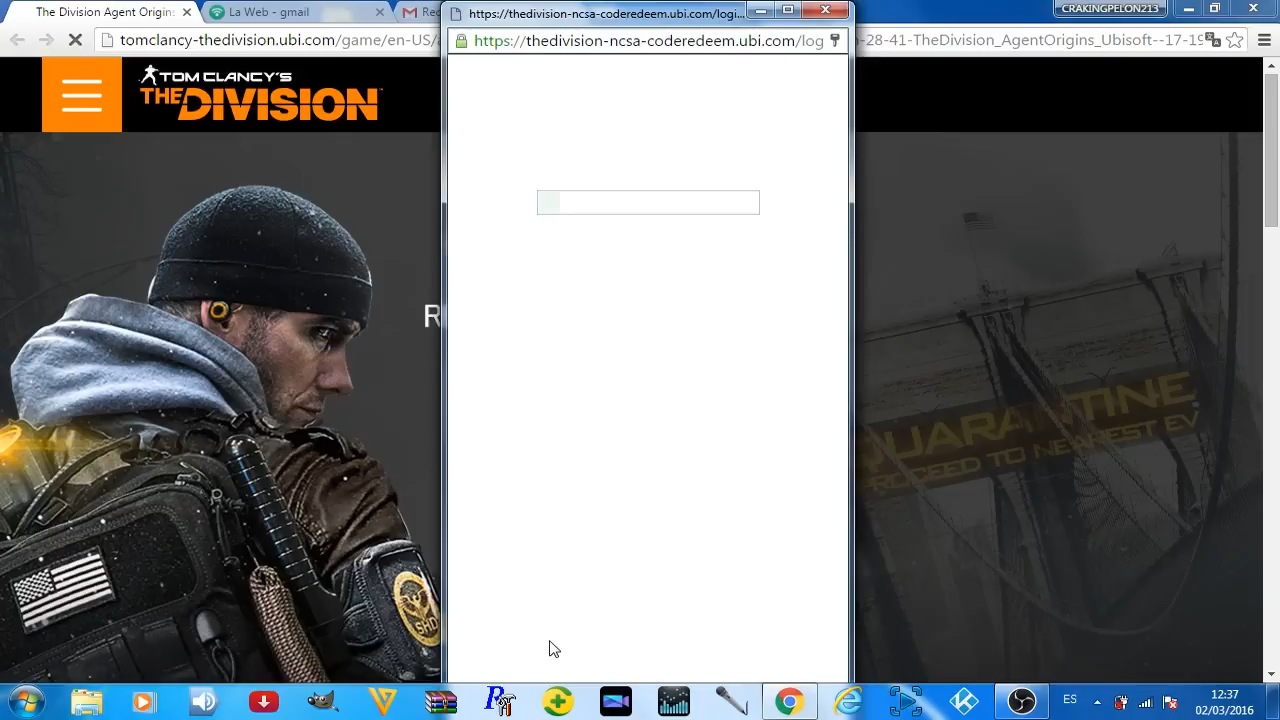 The Division Agent Origins
La Web - gmail
Rec
https://thedivision-ncsa-coderedeem.ubi.com/logi...
CRAKINGPELON213
tomclancy-thedivision.ubi.com/game/en-US/a
https://thedivision-ncsa-coderedeem.ubi.com/log
n-28-41-TheDivision_AgentOrigins_Ubisoft--17-19
TOM CLANCY'S
THE DIVISION
R
QUARANTINE
PROCEED TO NEAREST EV
SHD
ES
12:37
02/03/2016